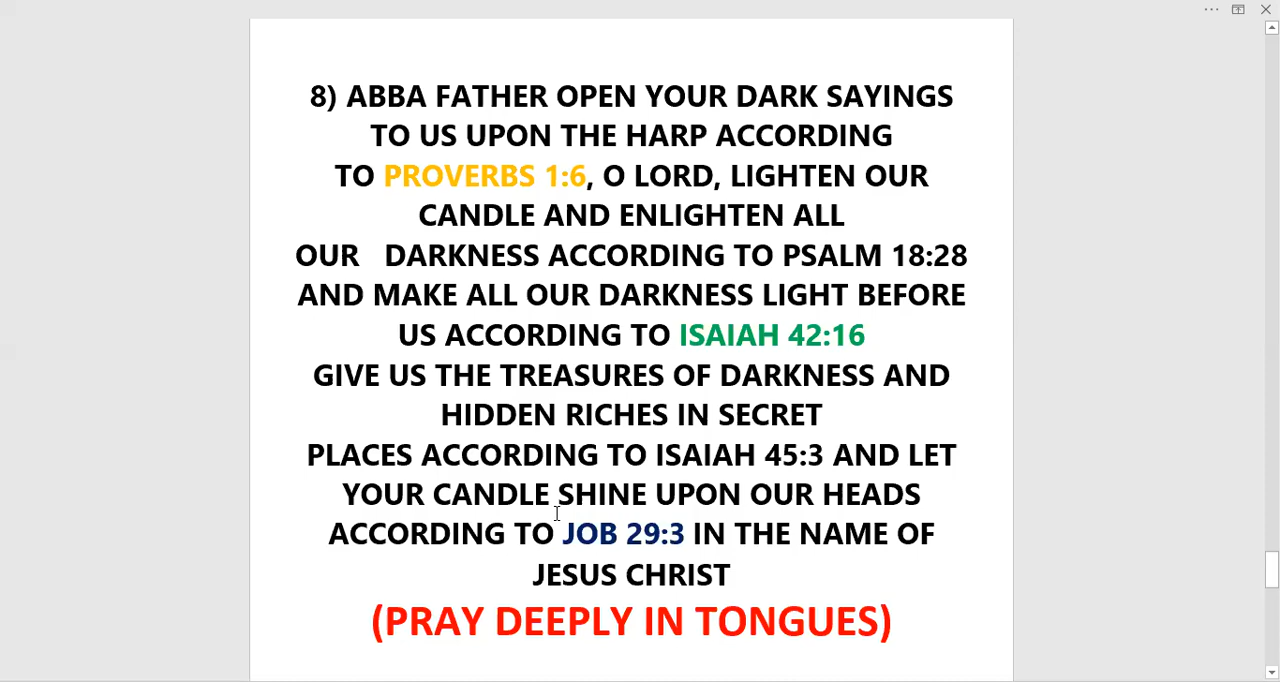 8) ABBA FATHER OPEN YOUR DARK SAYINGS
TO US UPON THE HARP ACCORDING
TO PROVERBS 1:6, O LORD, LIGHTEN OUR
CANDLE AND ENLIGHTEN ALL
OUR   DARKNESS ACCORDING TO PSALM 18:28
AND MAKE ALL OUR DARKNESS LIGHT BEFORE
US ACCORDING TO ISAIAH 42:16
GIVE US THE TREASURES OF DARKNESS AND
HIDDEN RICHES IN SECRET
PLACES ACCORDING TO ISAIAH 45:3 AND LET
YOUR CANDLE SHINE UPON OUR HEADS
ACCORDING TO JOB 29:3 IN THE NAME OF
JESUS CHRIST
(PRAY DEEPLY IN TONGUES)